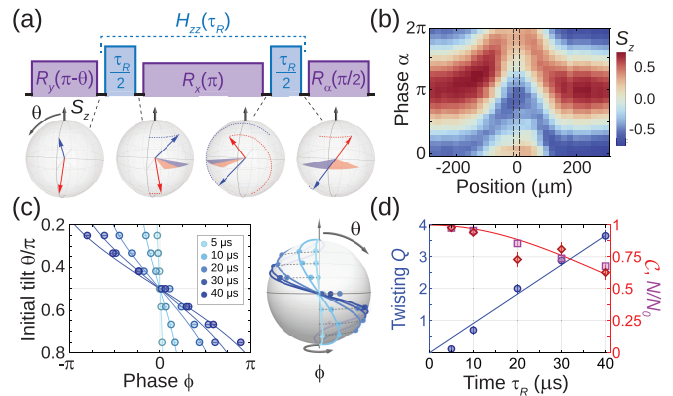 (a)
H_zz(τ_R)
R_y(π-θ)
τ_R/2
R_x(π)
τ_R/2
R_α(π/2)
θ
S_z
(b)
Phase α
2π
π
0
-200
0
200
Position (μm)
S_z
0.5
0
-0.5
(c)
Initial tilt θ/π
0.2
0.4
0.6
0.8
-π
0
π
Phase ϕ
5 μs
10 μs
20 μs
30 μs
40 μs
θ
ϕ
(d)
Twisting Q
4
3
2
1
0
0
10
20
30
40
Time τ_R (μs)
1
0.75
0.5
0.25
0
C, N/N_0